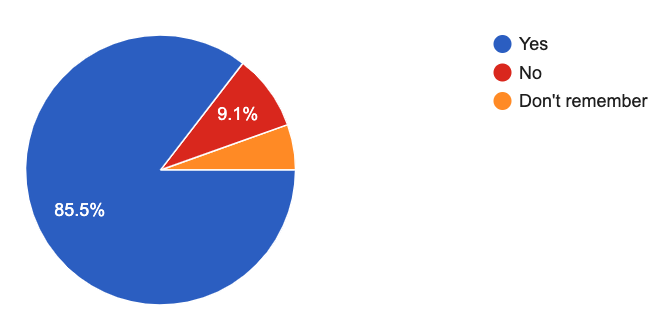 Yes
No
Don't remember
9.1%
85.5%